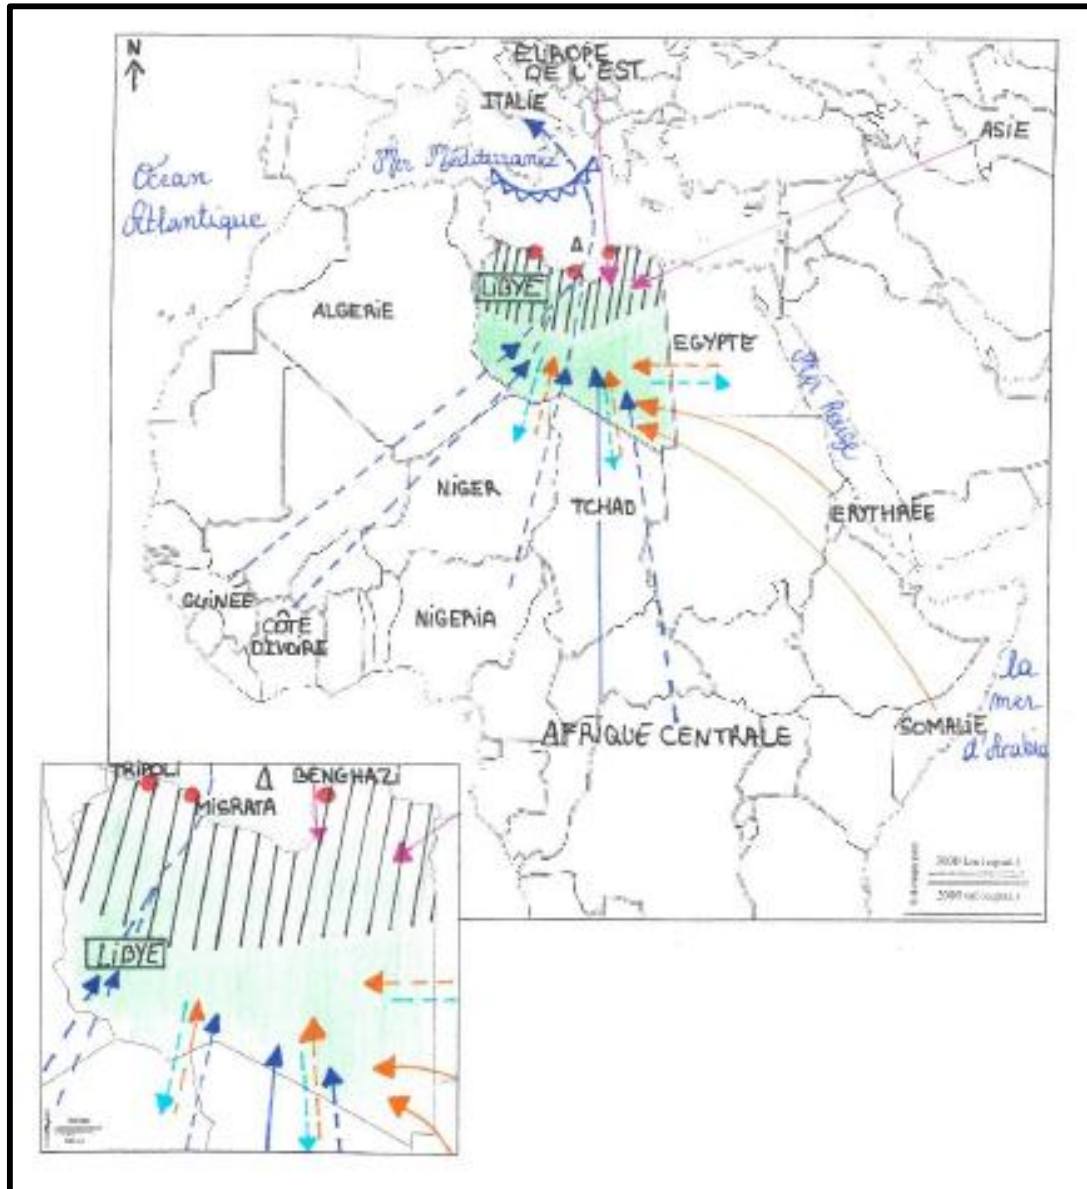 N
EUROPE
DE L'EST
ITALIE
ASIE
Mer Méditerranée
Océan
Atlantique
LIBYE
ALGERIE
EGYPTE
Mer Rouge
NIGER
TCHAD
ERYTHRÉE
GUINÉE
CÔTE
D'IVOIRE
NIGERIA
la
mer
d'Arabie
SOMALIE
AFRIQUE CENTRALE
TRIPOLI
BENGHAZI
MISRATA
LIBYE